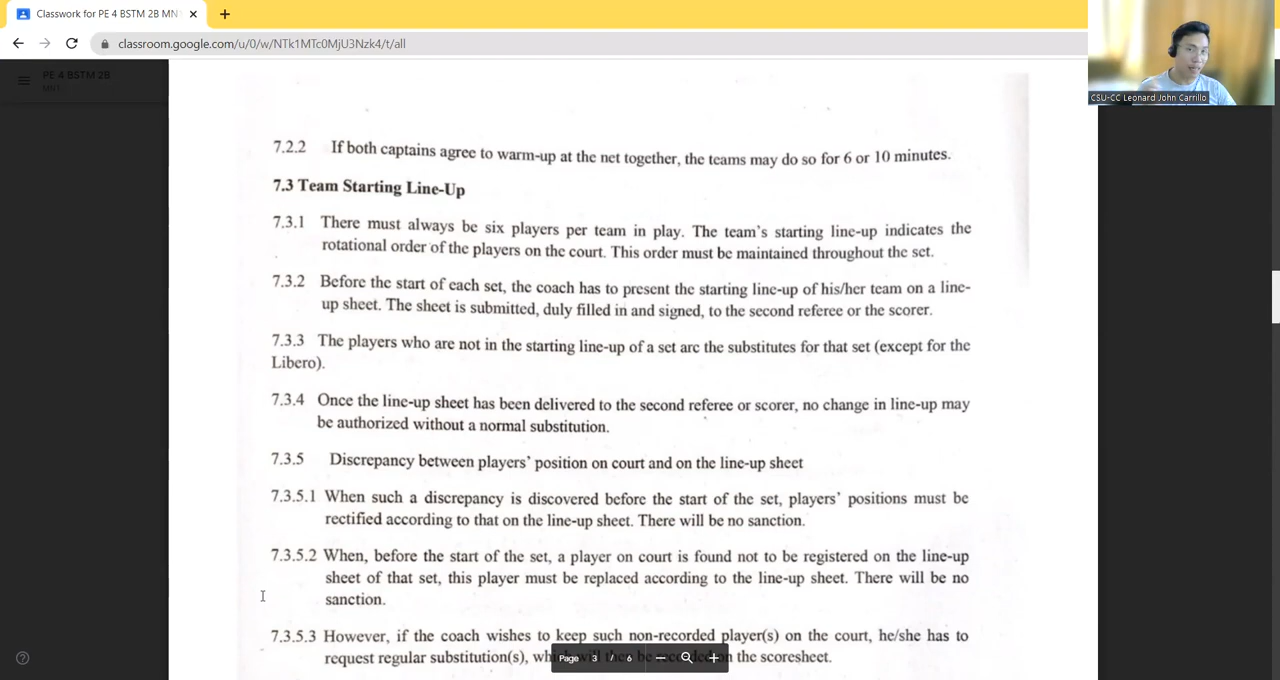 Classwork for PE 4 BSTM 2B MN
classroom.google.com/u/0/w/NTk1MTc0MjU3Nzk4/t/all
CSU-CC Leonard John Carrillo
PE 4 BSTM 2B
MN1
7.2.2 If both captains agree to warm-up at the net together, the teams may do so for 6 or 10 minutes.
7.3 Team Starting Line-Up
7.3.1 There must always be six players per team in play. The team's starting line-up indicates the
rotational order of the players on the court. This order must be maintained throughout the set.
7.3.2 Before the start of each set, the coach has to present the starting line-up of his/her team on a line-
up sheet. The sheet is submitted, duly filled in and signed, to the second referee or the scorer.
7.3.3 The players who are not in the starting line-up of a set are the substitutes for that set (except for the
Libero).
7.3.4 Once the line-up sheet has been delivered to the second referee or scorer, no change in line-up may
be authorized without a normal substitution.
7.3.5 Discrepancy between players' position on court and on the line-up sheet
7.3.5.1 When such a discrepancy is discovered before the start of the set, players' positions must be
rectified according to that on the line-up sheet. There will be no sanction.
7.3.5.2 When, before the start of the set, a player on court is found not to be registered on the line-up
sheet of that set, this player must be replaced according to the line-up sheet. There will be no
sanction.
7.3.5.3 However, if the coach wishes to keep such non-recorded player(s) on the court, he/she has to
request regular substitution(s), on the scoresheet.
Page 3 / 6